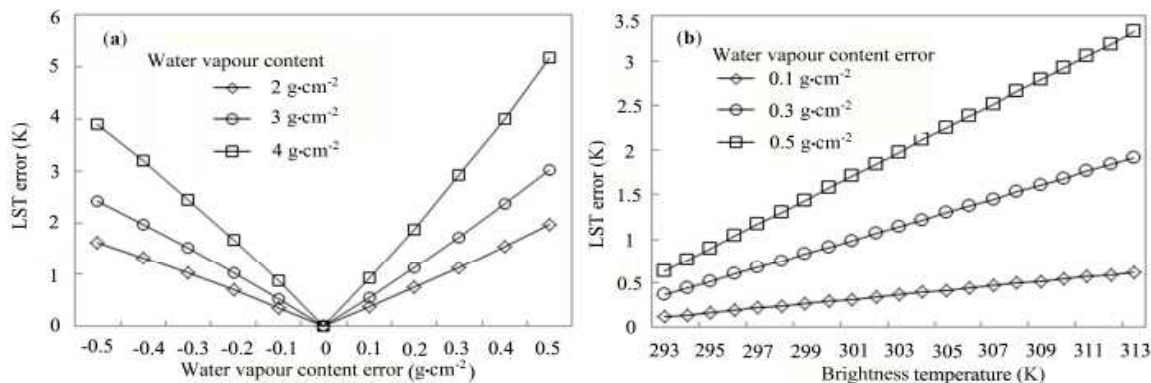 (a)
Water vapour content
2 g·cm⁻²
3 g·cm⁻²
4 g·cm⁻²
LST error (K)
6
5
4
3
2
1
0
-0.5 -0.4 -0.3 -0.2 -0.1 0 0.1 0.2 0.3 0.4 0.5
Water vapour content error (g·cm⁻²)
(b)
Water vapour content error
0.1 g·cm⁻²
0.3 g·cm⁻²
0.5 g·cm⁻²
LST error (K)
3.5
3
2.5
2
1.5
1
0.5
0
293 295 297 299 301 303 305 307 309 311 313
Brightness temperature (K)